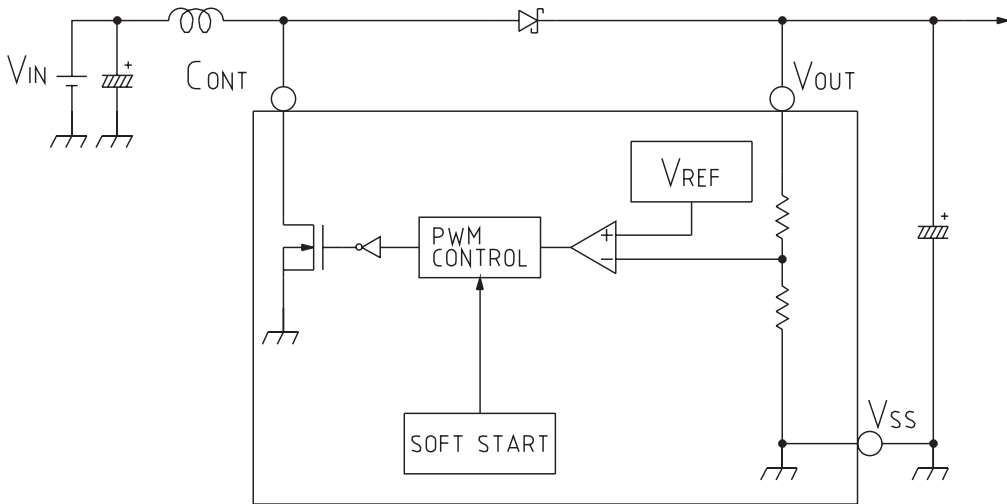 VIN
+
CONT
VOUT
VREF
+
PWM
CONTROL
+
−
VSS
SOFT START